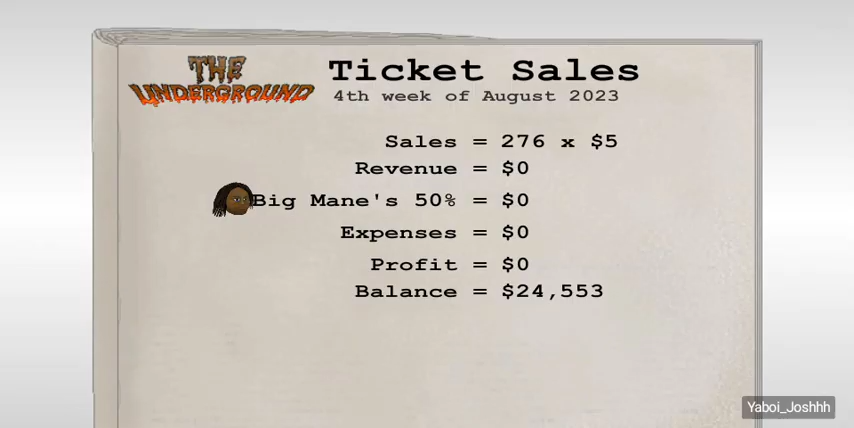 THE
UNDERGROUND
Ticket Sales
4th week of August 2023
Sales = 276 x $5
Revenue = $0
Big Mane's 50% = $0
Expenses = $0
Profit = $0
Balance = $24,553
Yaboi_Joshhh